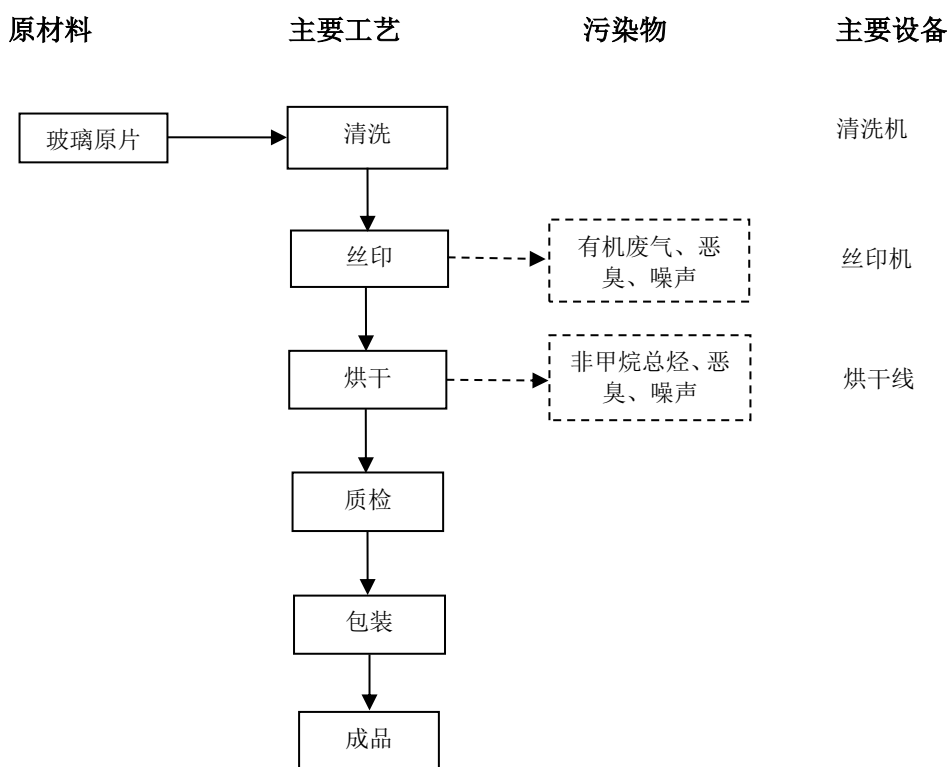 原材料 主要工艺 污染物 主要设备
玻璃原片 清洗 清洗机
丝印 有机废气、恶
臭、噪声 丝印机
烘干 非甲烷总烃、恶
臭、噪声 烘干线
质检
包装
成品